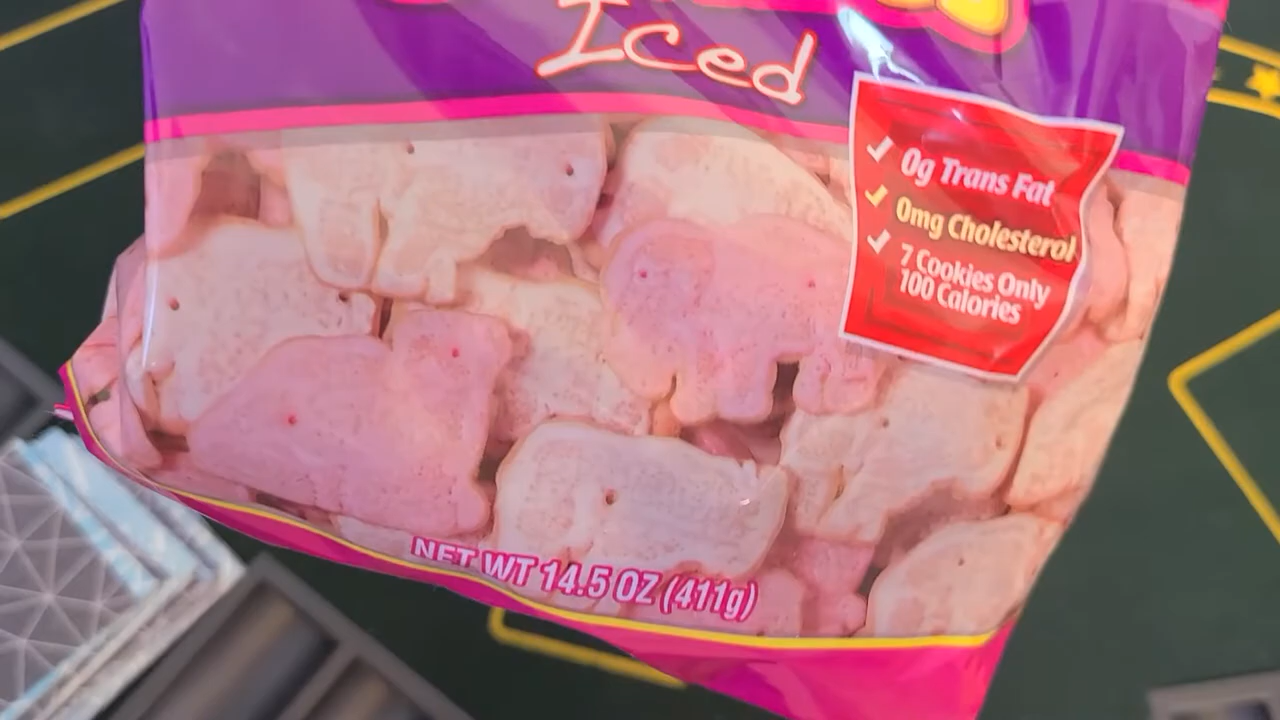 Iced
0g Trans Fat
0mg Cholesterol
7 Cookies Only
100 Calories
NET WT 14.5 OZ (411g)